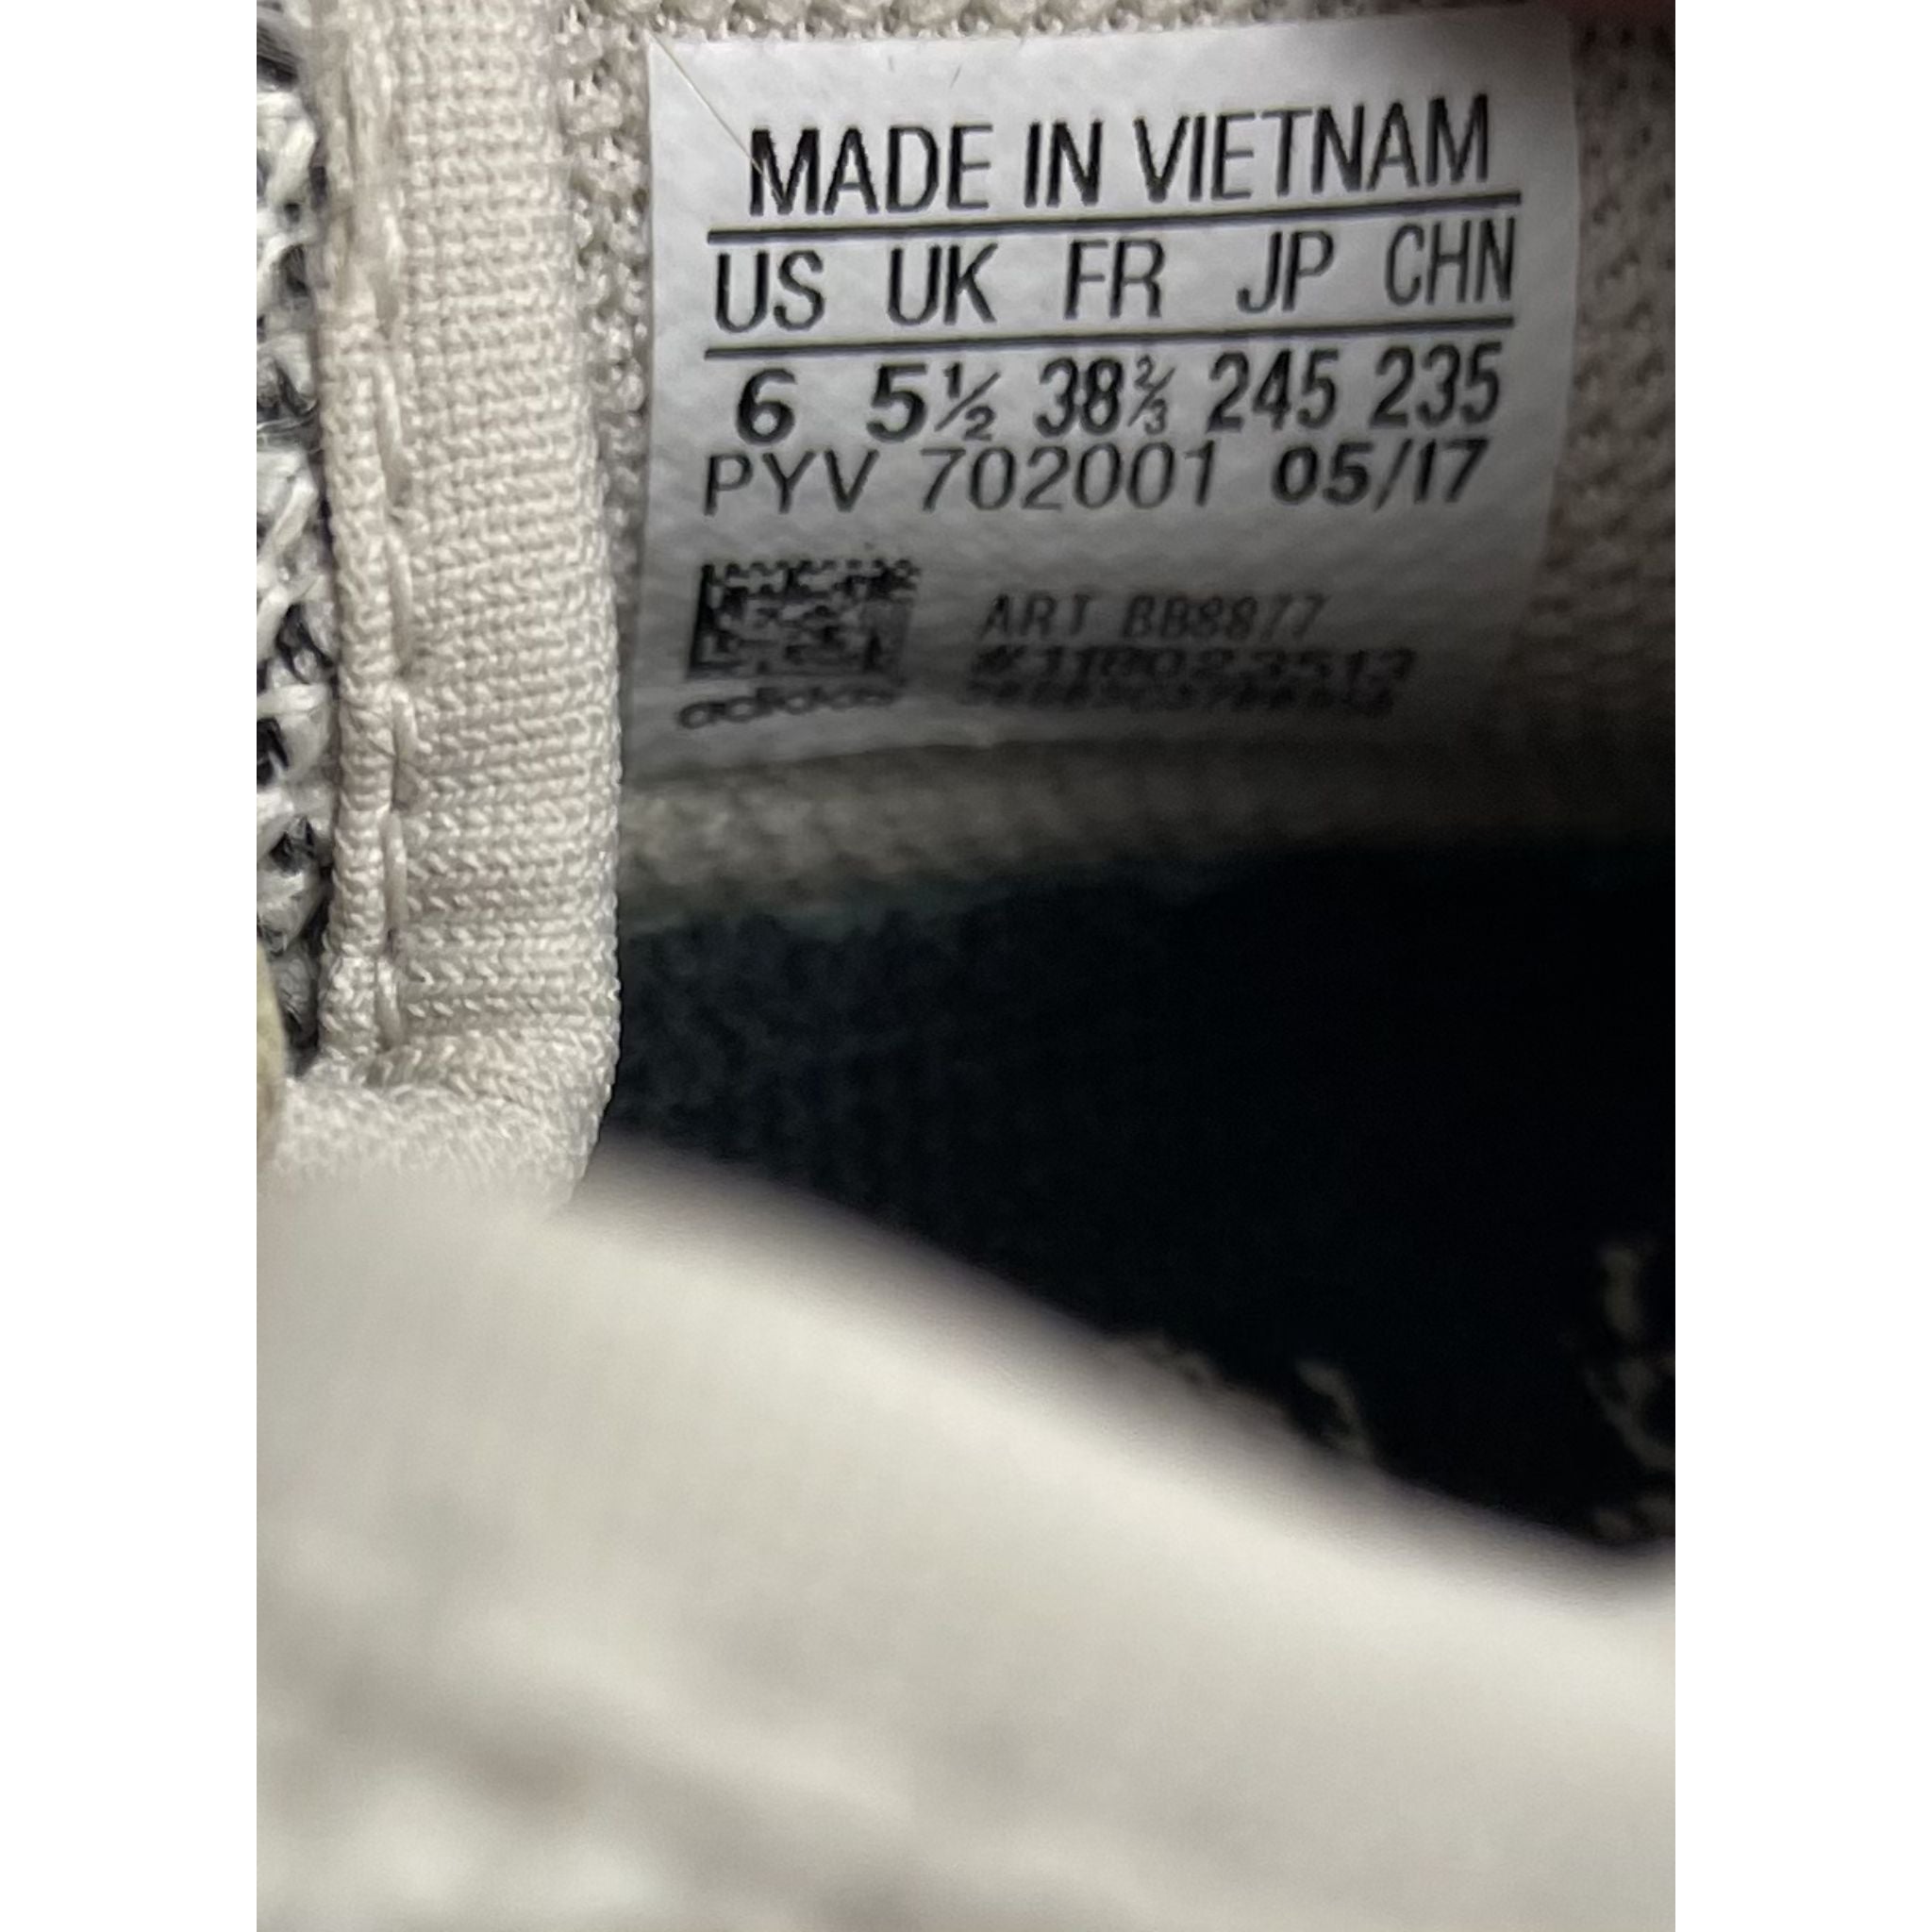 MADE IN VIETNAM
US UK FR JP CHN
6 5½ 38⅔ 245 235
PYV 702001 05/17
ART BB8877
adidas